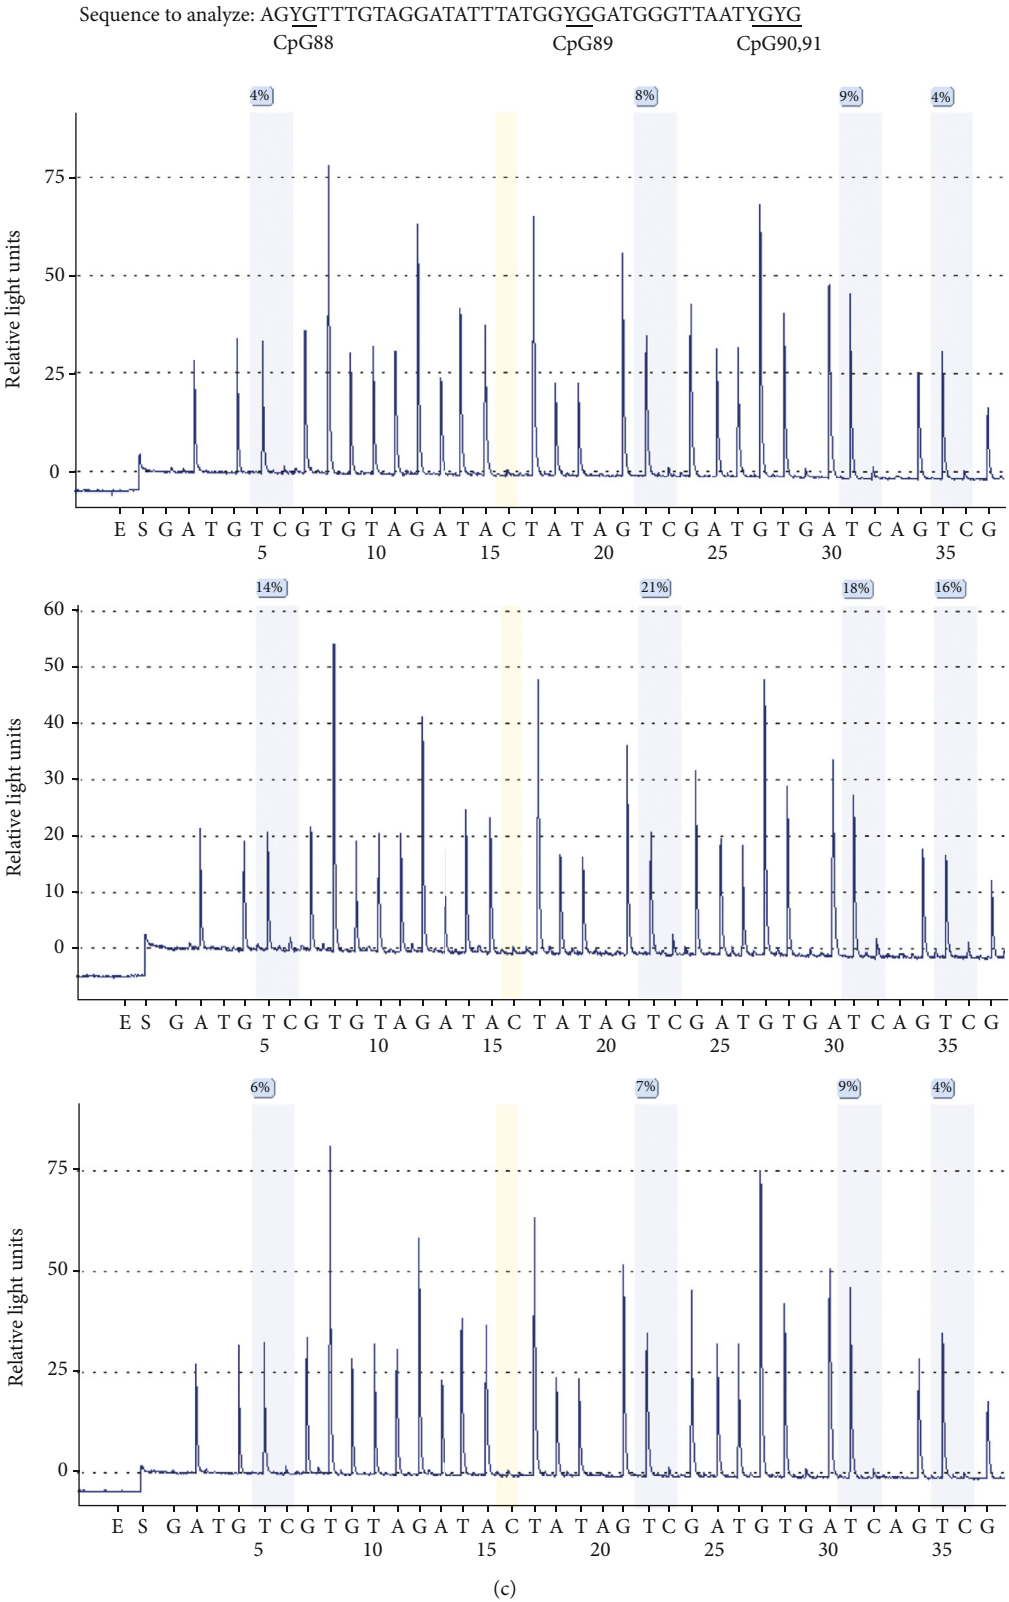 Sequence to analyze: AGYGTTTGTAGGATATTTATGGYGGATGGGTTAATYGYG
CpG88 CpG89 CpG90,91
4% 8% 9% 4%
75
50
25
0
Relative light units
E S G A T G T C G T G T A G A T A C T A T A G T C G A T G T G A T C A G T C G
5 10 15 20 25 30 35
14% 21% 18% 16%
60
50
40
30
20
10
0
Relative light units
E S G A T G T C G T G T A G A T A C T A T A G T C G A T G T G A T C A G T C G
5 10 15 20 25 30 35
6% 7% 9% 4%
75
50
25
0
Relative light units
E S G A T G T C G T G T A G A T A C T A T A G T C G A T G T G A T C A G T C G
5 10 15 20 25 30 35
(c)